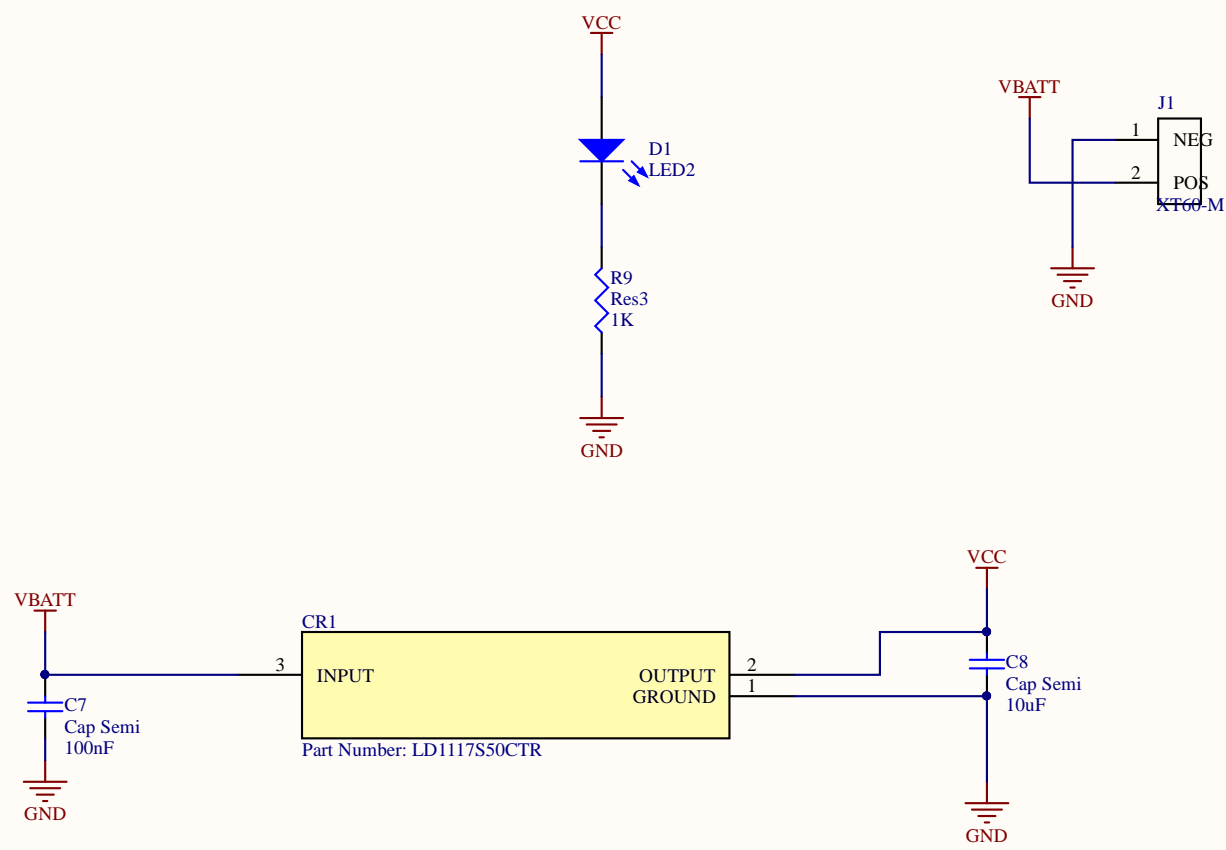 VCC
D1
LED2
R9
Res3
1K
GND
VBATT
J1
1
NEG
2
POS
XT60-M
GND
VBATT
C7
Cap Semi
100nF
GND
CR1
3
INPUT
OUTPUT
2
GROUND
1
Part Number: LD1117S50CTR
VCC
C8
Cap Semi
10uF
GND